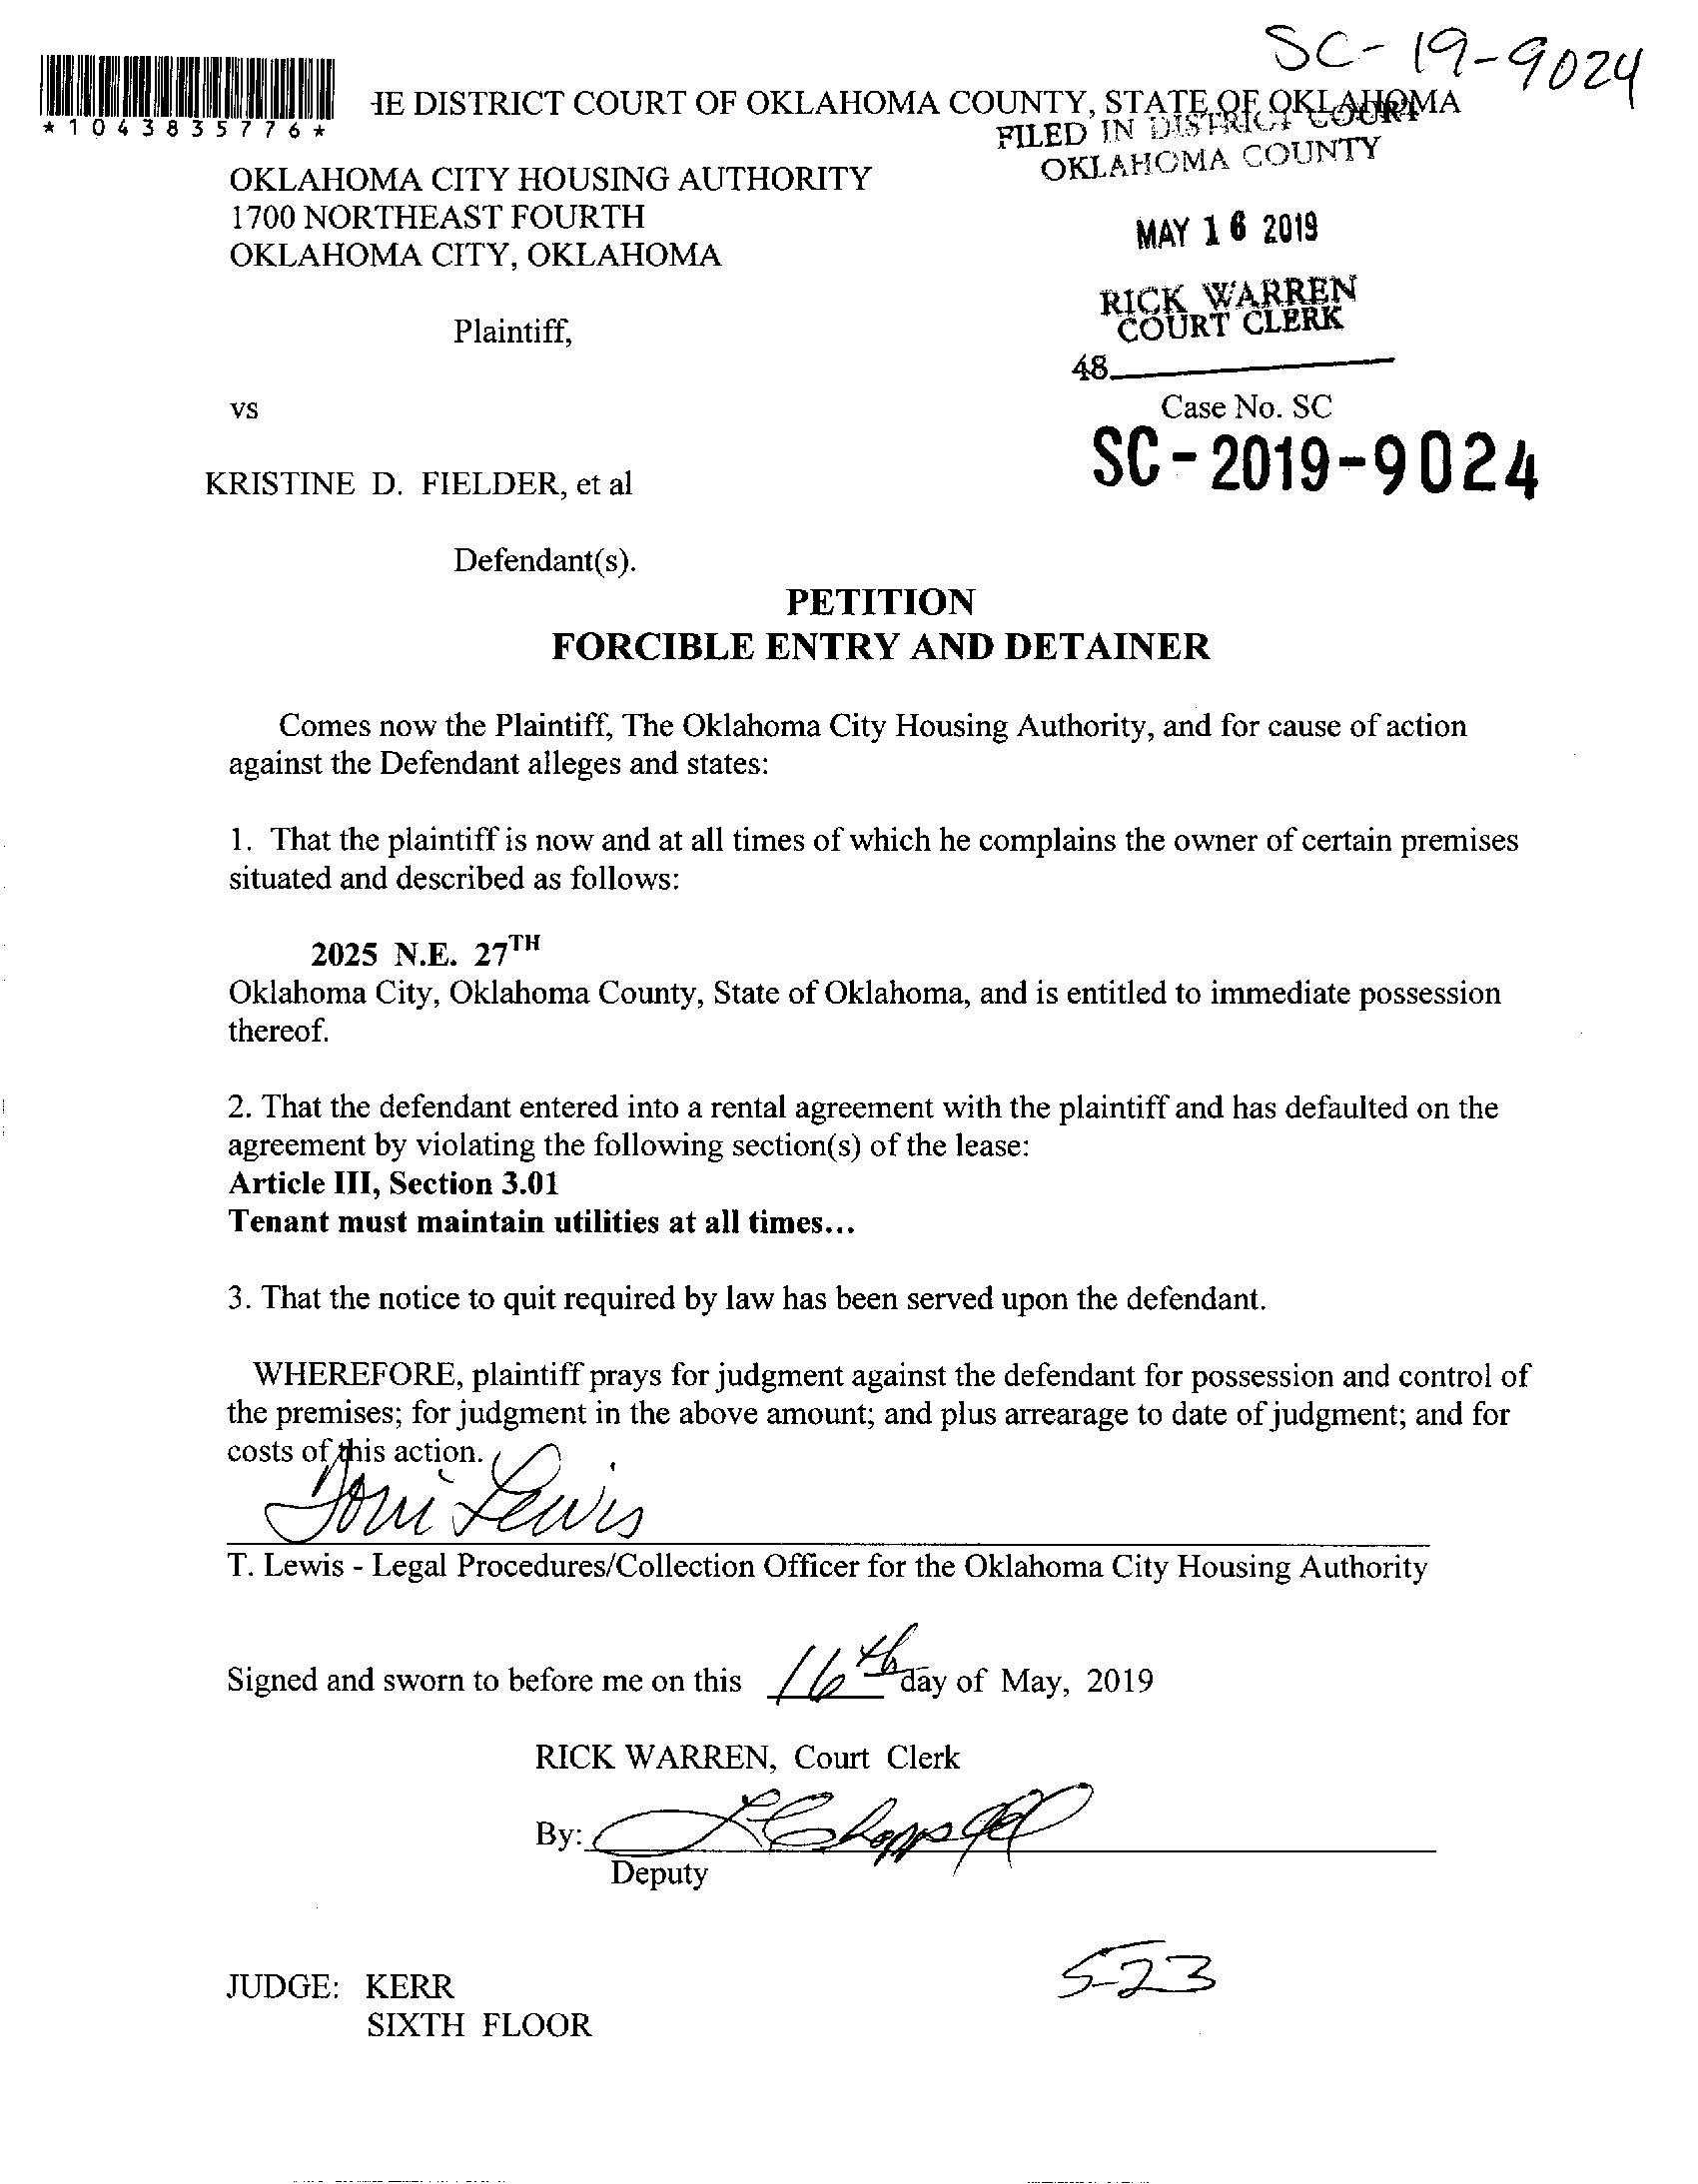 SC-19-9024
*1043835776*
IE DISTRICT COURT OF OKLAHOMA COUNTY, STATE OF OKLAHOMA
FILED IN DISTRICT COURT
OKLAHOMA COUNTY
OKLAHOMA CITY HOUSING AUTHORITY
1700 NORTHEAST FOURTH
OKLAHOMA CITY, OKLAHOMA
MAY 16 2019
RICK WARREN
COURT CLERK
48
Plaintiff,
vs
Case No. SC
SC-2019-9024
KRISTINE D. FIELDER, et al
Defendant(s).
PETITION
FORCIBLE ENTRY AND DETAINER
Comes now the Plaintiff, The Oklahoma City Housing Authority, and for cause of action
against the Defendant alleges and states:
1. That the plaintiff is now and at all times of which he complains the owner of certain premises
situated and described as follows:
2025 N.E. 27TH
Oklahoma City, Oklahoma County, State of Oklahoma, and is entitled to immediate possession
thereof.
2. That the defendant entered into a rental agreement with the plaintiff and has defaulted on the
agreement by violating the following section(s) of the lease:
Article III, Section 3.01
Tenant must maintain utilities at all times...
3. That the notice to quit required by law has been served upon the defendant.
WHEREFORE, plaintiff prays for judgment against the defendant for possession and control of
the premises; for judgment in the above amount; and plus arrearage to date of judgment; and for
costs of this action.
Toni Lewis
T. Lewis - Legal Procedures/Collection Officer for the Oklahoma City Housing Authority
Signed and sworn to before me on this 16th day of May, 2019
RICK WARREN, Court Clerk
By:
Deputy
JUDGE: KERR
SIXTH FLOOR
5-23